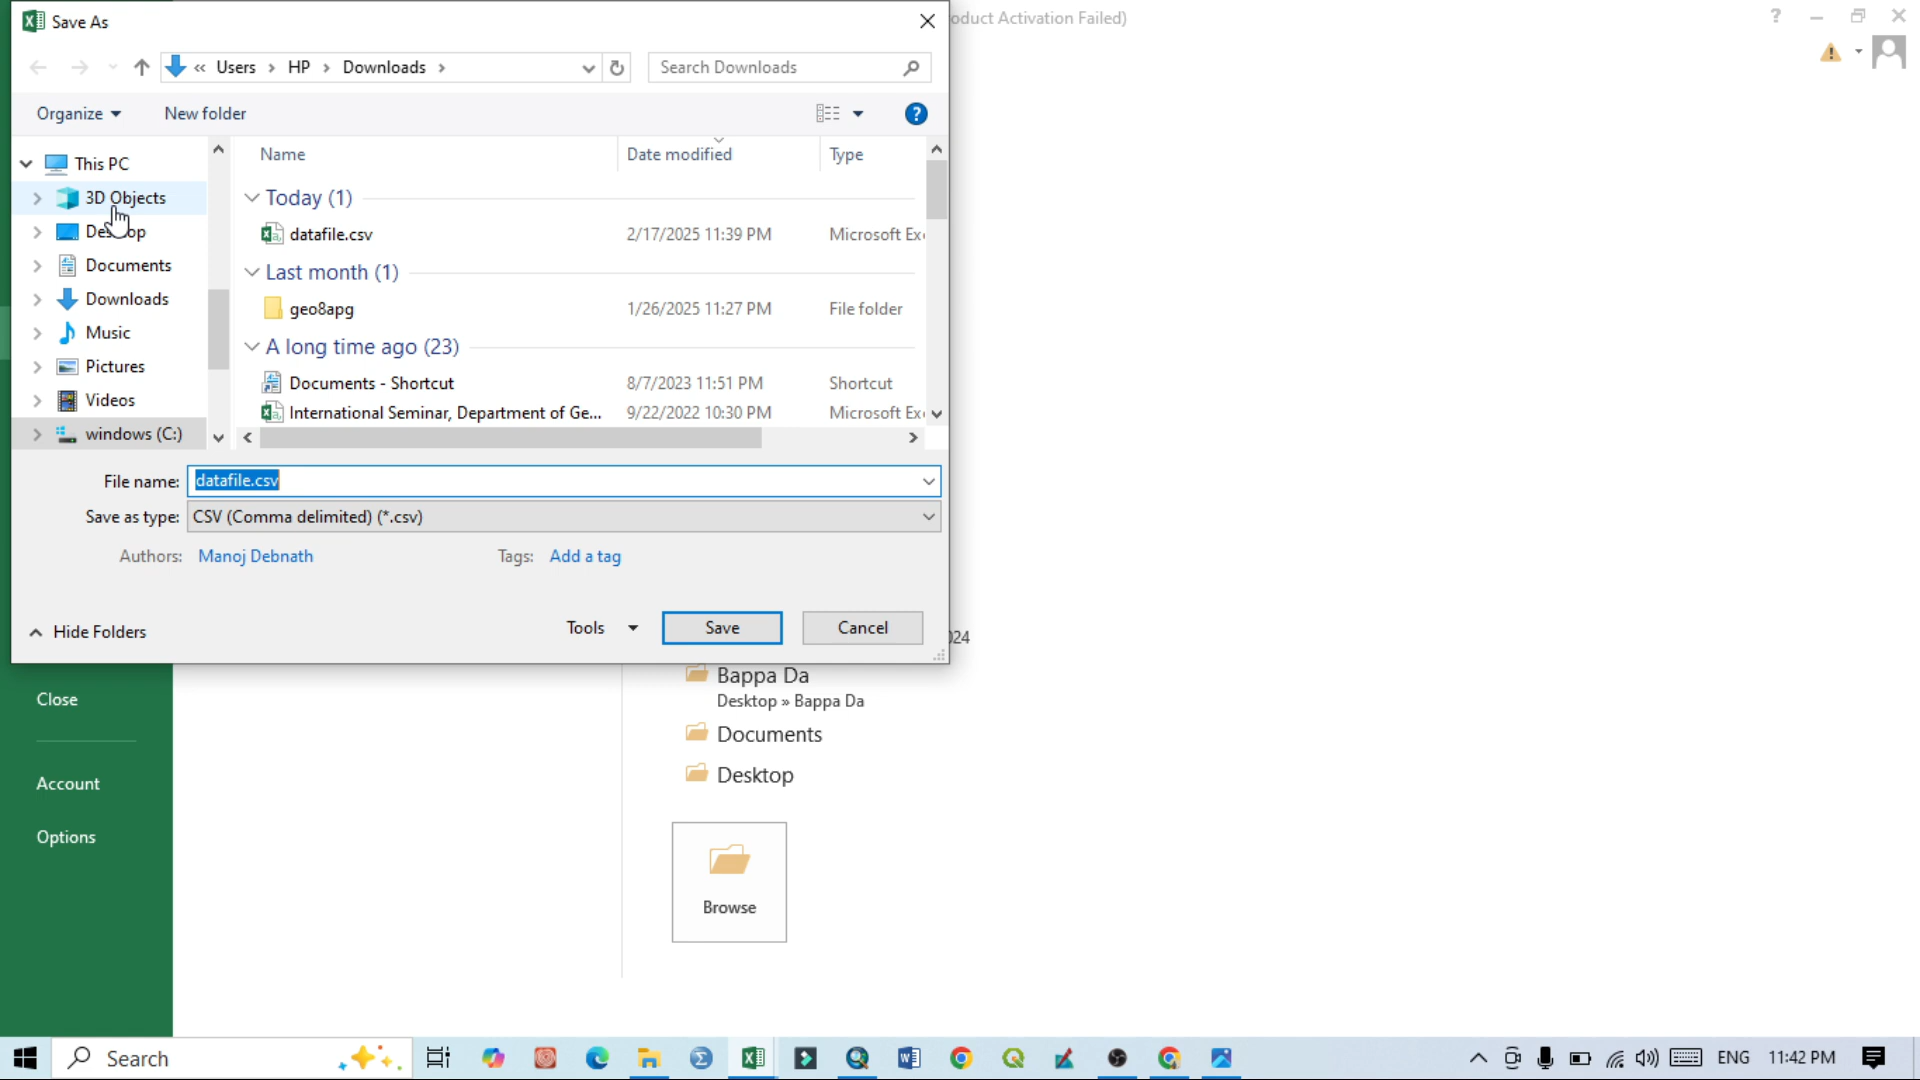 Save As
oduct Activation Failed)
?
« Users > HP > Downloads >
Search Downloads
Organize
New folder
?
This PC
3D Objects
Desktop
Documents
Downloads
Music
Pictures
Videos
windows (C:)
Name
Date modified
Type
Today (1)
datafile.csv
2/17/2025 11:39 PM
Microsoft Ex
Last month (1)
geo8apg
1/26/2025 11:27 PM
File folder
A long time ago (23)
Documents - Shortcut
8/7/2023 11:51 PM
Shortcut
International Seminar, Department of Ge...
9/22/2022 10:30 PM
Microsoft Ex
File name:
datafile.csv
Save as type:
CSV (Comma delimited) (*.csv)
Authors:
Manoj Debnath
Tags:
Add a tag
Hide Folders
Tools
Save
Cancel
024
Bappa Da
Desktop » Bappa Da
Documents
Desktop
Browse
Close
Account
Options
Search
ENG
11:42 PM